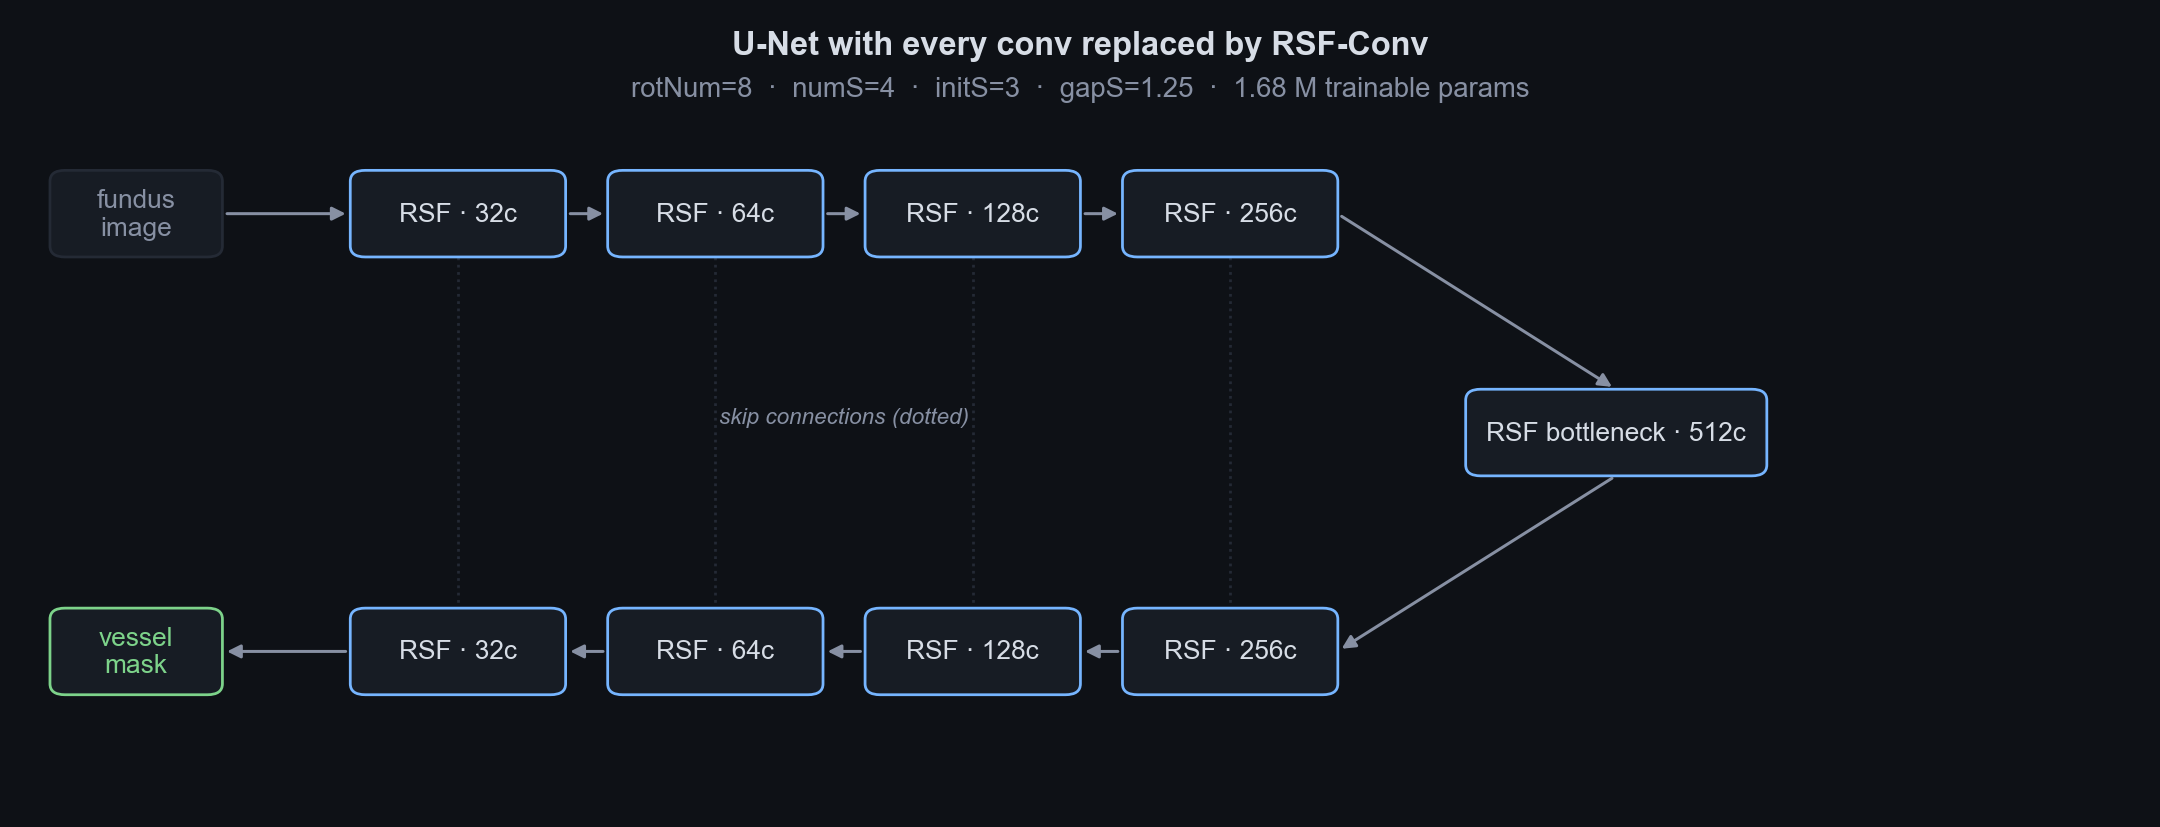 U-Net with every conv replaced by RSF-Conv
rotNum=8 · numS=4 · initS=3 · gapS=1.25 · 1.68 M trainable params
fundus
image
RSF · 32c
RSF · 64c
RSF · 128c
RSF · 256c
skip connections (dotted)
RSF bottleneck · 512c
vessel
mask
RSF · 32c
RSF · 64c
RSF · 128c
RSF · 256c